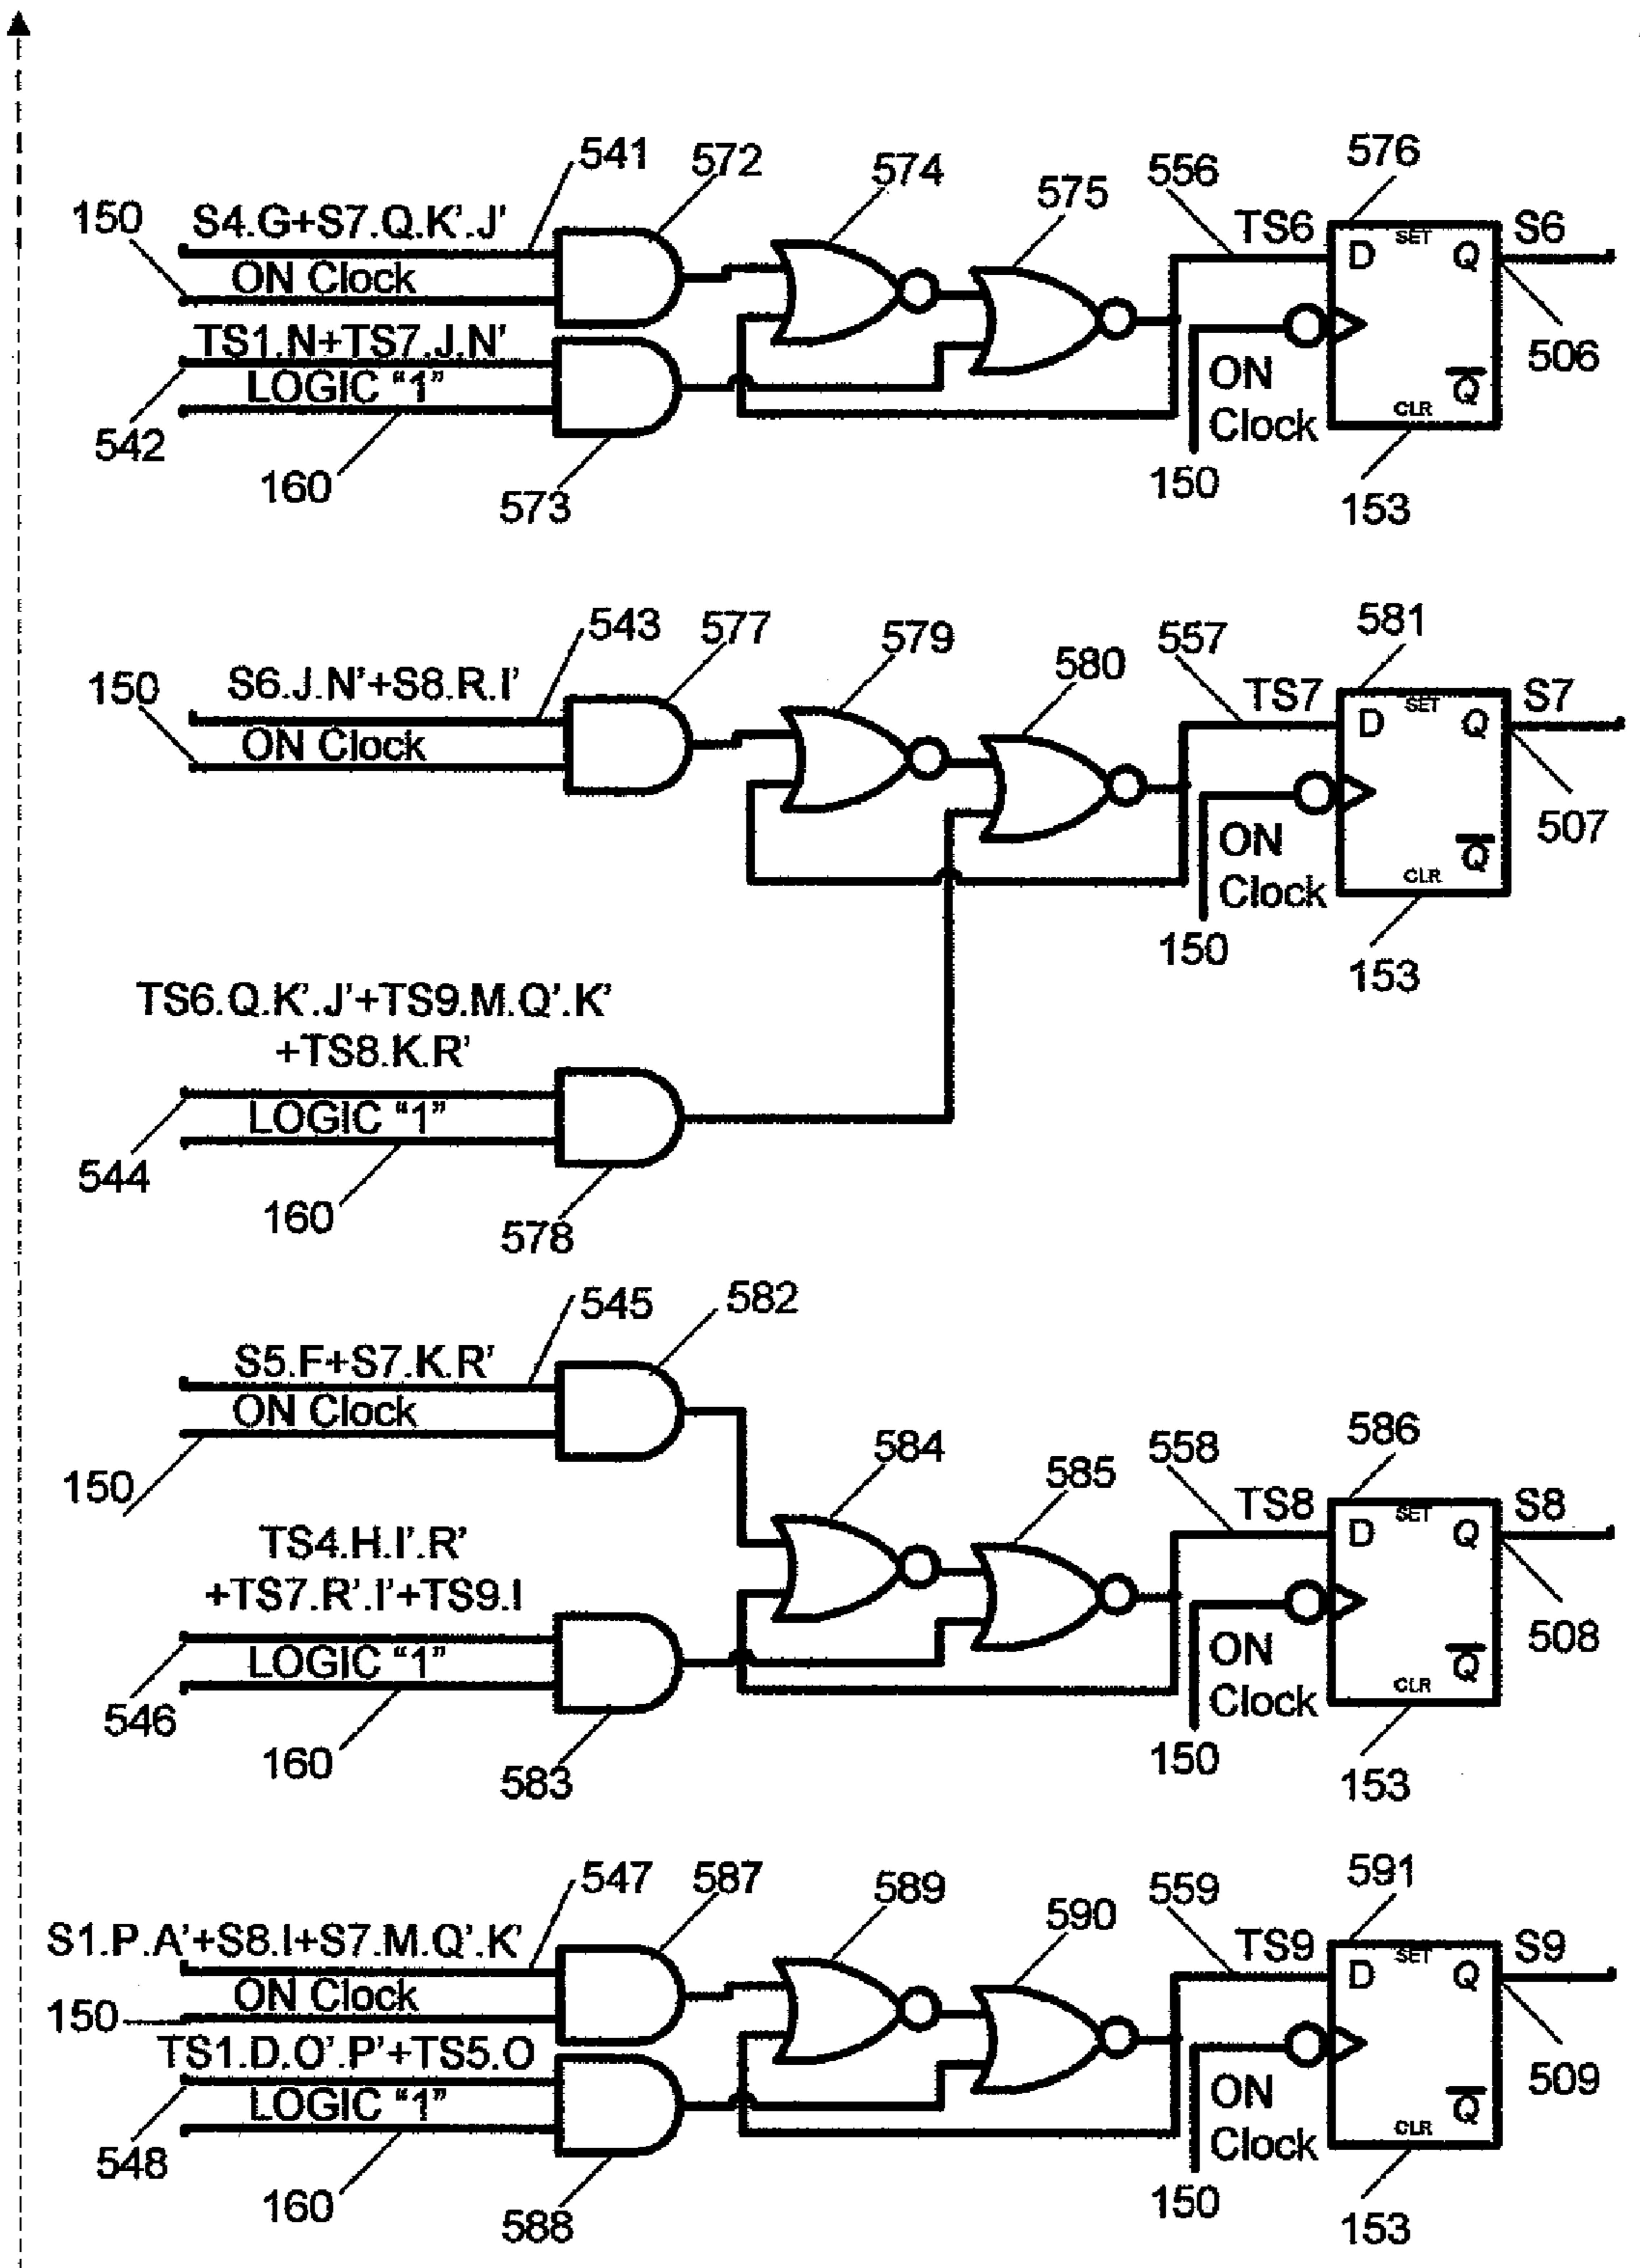 541
572
574
575
556
576
150
S4.G+S7.Q.K'.J'
ON Clock
TS6
D
SET
Q
S6
TS1.N+TS7.J.N'
LOGIC "1"
ON
Clock
Q
CLR
506
542
160
573
150
153
543
577
579
580
557
581
150
S6.J.N'+S8.R.I'
ON Clock
TS7
D
SET
Q
S7
ON
Clock
Q
CLR
507
150
153
TS6.Q.K'.J'+TS9.M.Q'.K'
+TS8.K.R'
LOGIC "1"
544
160
578
545
582
S5.F+S7.K.R'
ON Clock
150
584
585
558
586
TS8
D
SET
Q
S8
TS4.H.I'.R'
+TS7.R'.I'+TS9.I
LOGIC "1"
ON
Clock
Q
CLR
508
546
160
583
150
153
547
587
589
590
559
591
S1.P.A'+S8.I+S7.M.Q'.K'
ON Clock
150
TS9
D
SET
Q
S9
TS1.D.O'.P'+TS5.O
LOGIC "1"
ON
Clock
Q
CLR
509
548
160
588
150
153